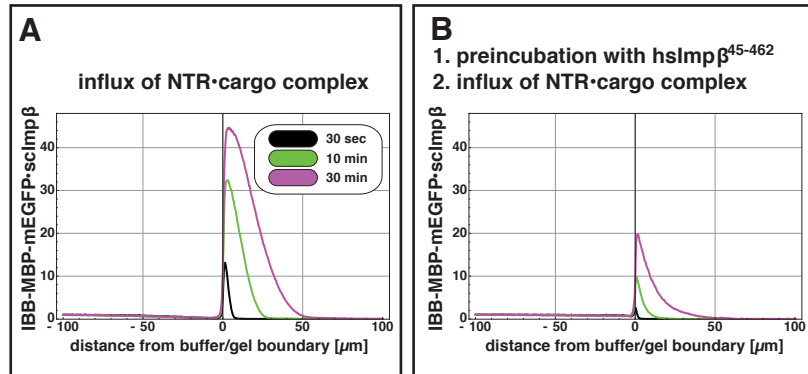 A
influx of NTR•cargo complex
IBB-MBP-mEGFP•scImpβ
40
30
20
10
0
30 sec
10 min
30 min
- 100
- 50
0
50
100
distance from buffer/gel boundary [µm]
B
1. preincubation with hsImpβ45-462
2. influx of NTR•cargo complex
IBB-MBP-mEGFP•scImpβ
40
30
20
10
0
- 100
- 50
0
50
100
distance from buffer/gel boundary [µm]